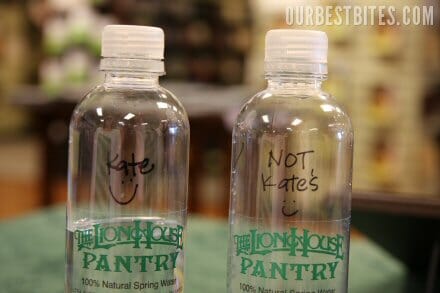 OURBESTBITES.COM
Kate
NOT
Kate's
THE LION HOUSE
PANTRY
100% Natural Spring Water
THE LION HOUSE
PANTRY
100% Natural Spring Water